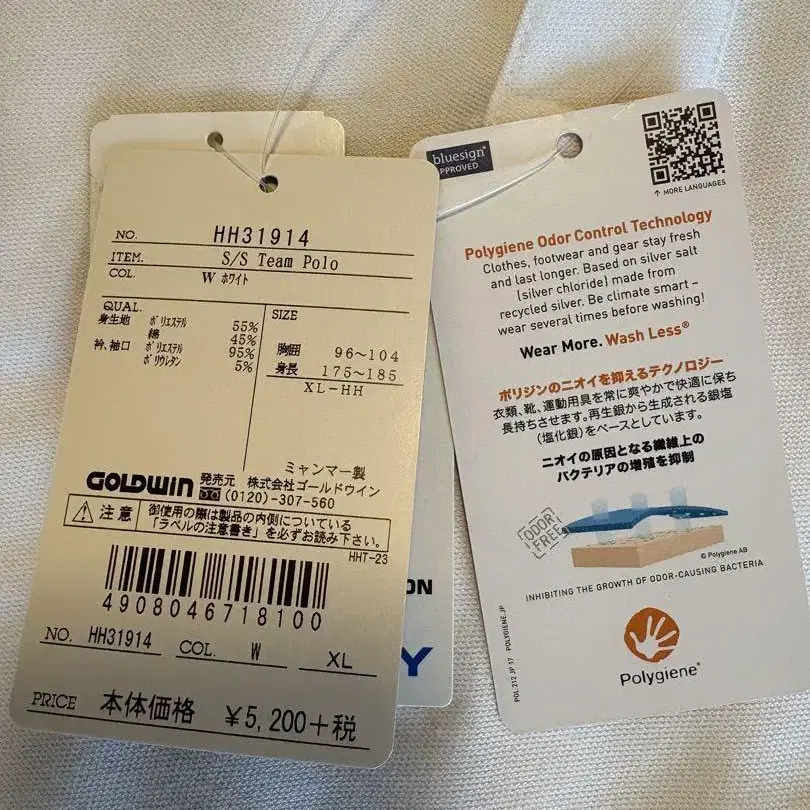 NO. HH31914
ITEM. S/S Team Polo
COL. W ホワイト
QUAL.
身生地 ポリエステル 55%
綿 45%
衿、袖口 ポリエステル 95%
ポリウレタン 5%
SIZE
胸囲 96~104
身長 175~185
XL-HH
ミャンマー製
GOLDWIN 発売元 株式会社ゴールドウイン
(0120)-307-560
注意 御使用の際は製品の内側についている
「ラベルの注意書き」を必ずお読み下さい。
HHT-23
4908046718100
NO. HH31914 COL. W XL
PRICE 本体価格 ¥5,200+税
ON
Y
bluesign®
APPROVED
↑ MORE LANGUAGES
Polygiene Odor Control Technology
Clothes, footwear and gear stay fresh
and last longer. Based on silver salt
(silver chloride) made from
recycled silver. Be climate smart –
wear several times before washing!
Wear More. Wash Less®
ポリジンのニオイを抑えるテクノロジー
衣類、靴、運動用具を常に爽やかで快適に保ち
長持ちさせます。再生銀から生成される銀塩
(塩化銀)をベースとしています。
ニオイの原因となる繊維上の
バクテリアの増殖を抑制
ODOR
FREE
© Polygiene AB
INHIBITING THE GROWTH OF ODOR-CAUSING BACTERIA
Polygiene®
POL 212 JP 17 POLYGIENE.JP